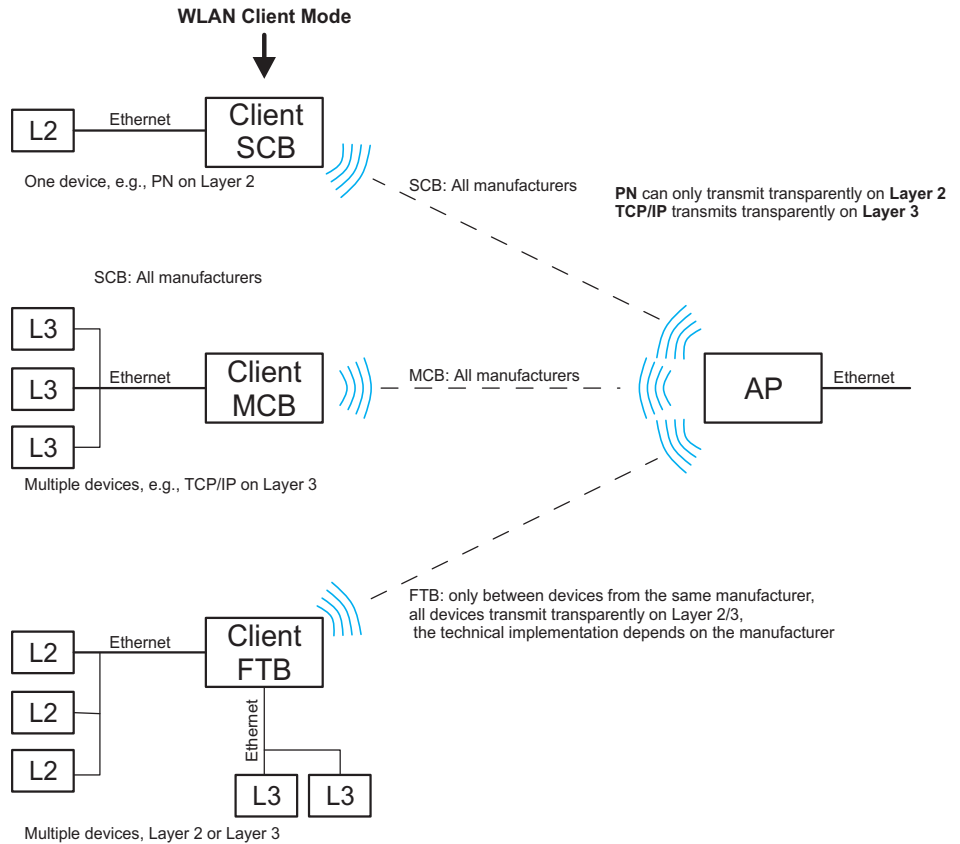 WLAN Client Mode
L2
Ethernet
Client
SCB
One device, e.g., PN on Layer 2
SCB: All manufacturers
PN can only transmit transparently on Layer 2
TCP/IP transmits transparently on Layer 3
SCB: All manufacturers
L3
L3
L3
Ethernet
Client
MCB
MCB: All manufacturers
AP
Ethernet
Multiple devices, e.g., TCP/IP on Layer 3
FTB: only between devices from the same manufacturer,
all devices transmit transparently on Layer 2/3,
the technical implementation depends on the manufacturer
L2
L2
L2
Ethernet
Client
FTB
Ethernet
L3
L3
Multiple devices, Layer 2 or Layer 3